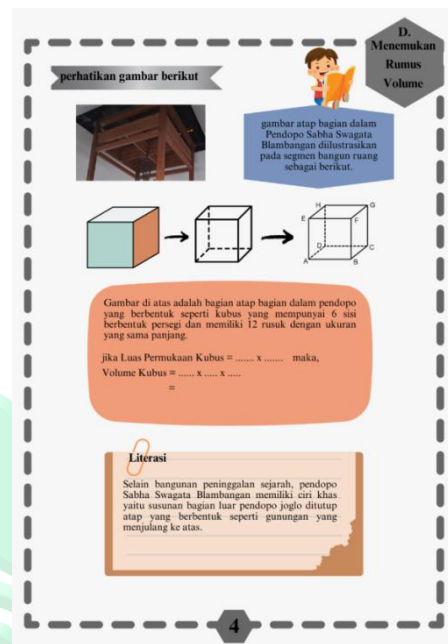 D.
Menemukan
Rumus
Volume
perhatikan gambar berikut
gambar atap bagian dalam
Pendopo Sabha Swagata
Blambangan diilustrasikan
pada segmen bangun ruang
sebagai berikut.
H
G
E
F
D
C
A
B
Gambar di atas adalah bagian atap bagian dalam pendopo
yang berbentuk seperti kubus yang mempunyai 6 sisi
berbentuk persegi dan memiliki 12 rusuk dengan ukuran
yang sama panjang.
jika Luas Permukaan Kubus = ....... x ....... maka,
Volume Kubus = ...... x ..... x .....
=
Literasi
Selain bangunan peninggalan sejarah, pendopo
Sabha Swagata Blambangan memiliki ciri khas
yaitu susunan bagian luar pendopo joglo ditutup
atap yang berbentuk seperti gunungan yang
menjulang ke atas.
4